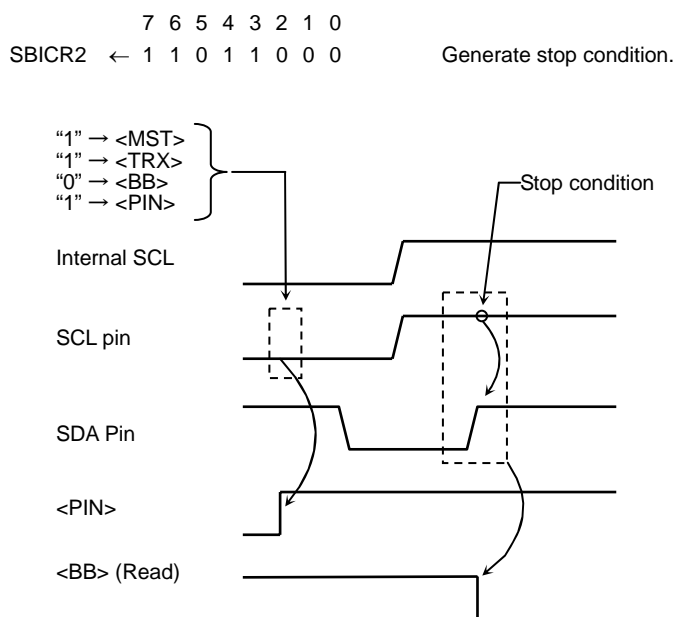 7 6 5 4 3 2 1 0
SBICR2 ← 1 1 0 1 1 0 0 0 Generate stop condition.
“1” → <MST>
“1” → <TRX>
“0” → <BB>
“1” → <PIN>
Stop condition
Internal SCL
SCL pin
SDA Pin
<PIN>
<BB> (Read)